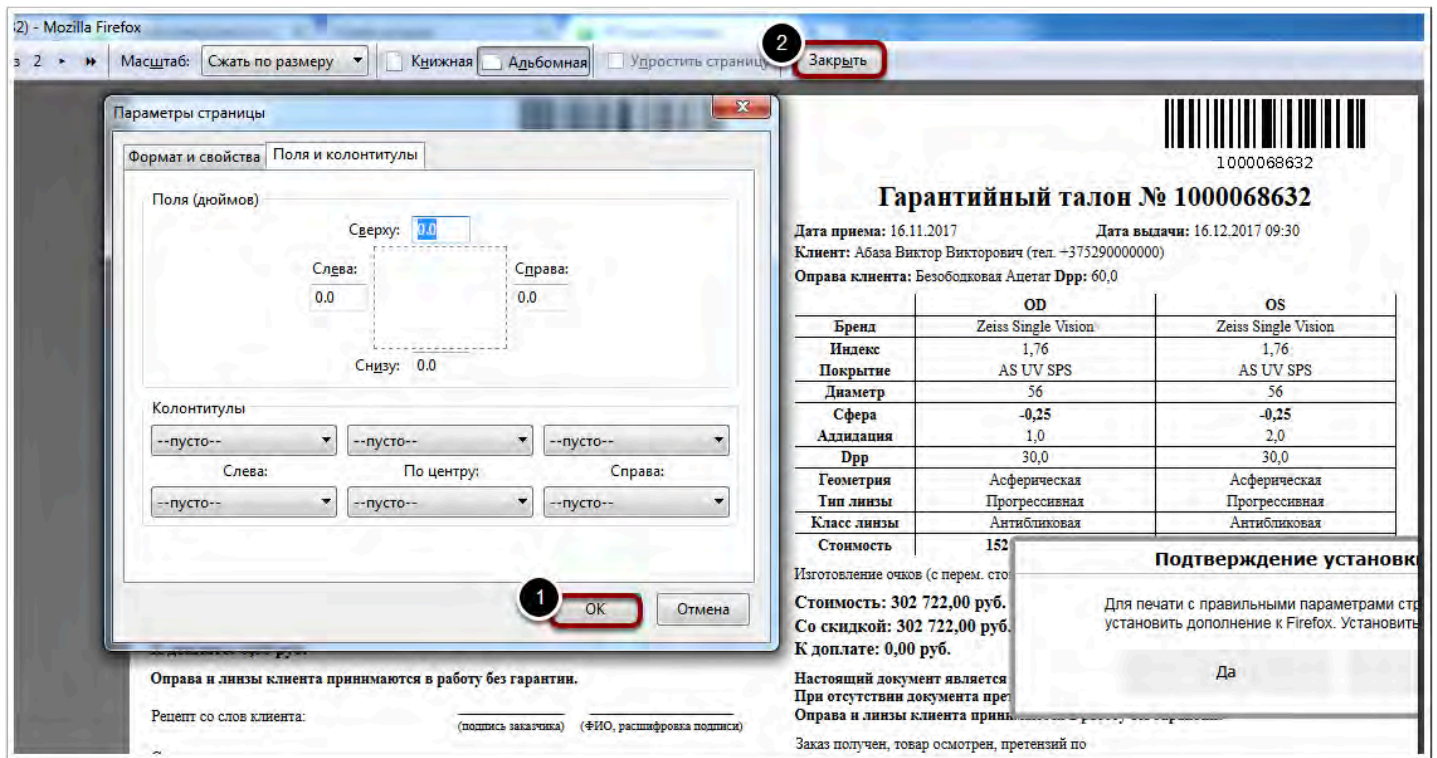 2) - Mozilla Firefox
2
з 2 Масштаб: Сжать по размеру Книжная Альбомная Упростить страницу Закрыть
Параметры страницы
Формат и свойства Поля и колонтитулы
Поля (дюймов)
Сверху: 0.0
Слева: Справа:
0.0 0.0
Снизу: 0.0
Колонтитулы
--пусто-- --пусто-- --пусто--
Слева: По центру: Справа:
--пусто-- --пусто-- --пусто--
1
OK Отмена
Оправа и линзы клиента принимаются в работу без гарантии.
Рецепт со слов клиента:
(подпись заказчика) (ФИО, расшифровка подписи)
1000068632
Гарантийный талон № 1000068632
Дата приема: 16.11.2017 Дата выдачи: 16.12.2017 09:30
Клиент: Абаза Виктор Викторович (тел. +375290000000)
Оправа клиента: Безободковая Ацетат Dpp: 60,0
OD OS
Бренд Zeiss Single Vision Zeiss Single Vision
Индекс 1,76 1,76
Покрытие AS UV SPS AS UV SPS
Диаметр 56 56
Сфера -0,25 -0,25
Аддидация 1,0 2,0
Dpp 30,0 30,0
Геометрия Асферическая Асферическая
Тип линзы Прогрессивная Прогрессивная
Класс линзы Антибликовая Антибликовая
Стоимость 152
Изготовление очков (с перем. сто
Стоимость: 302 722,00 руб.
Со скидкой: 302 722,00 руб.
К доплате: 0,00 руб.
Настоящий документ является
При отсутствии документа прет
Оправа и линзы клиента прини
Заказ получен, товар осмотрен, претензий по
Подтверждение установк
Для печати с правильными параметрами стр
установить дополнение к Firefox. Установить
Да